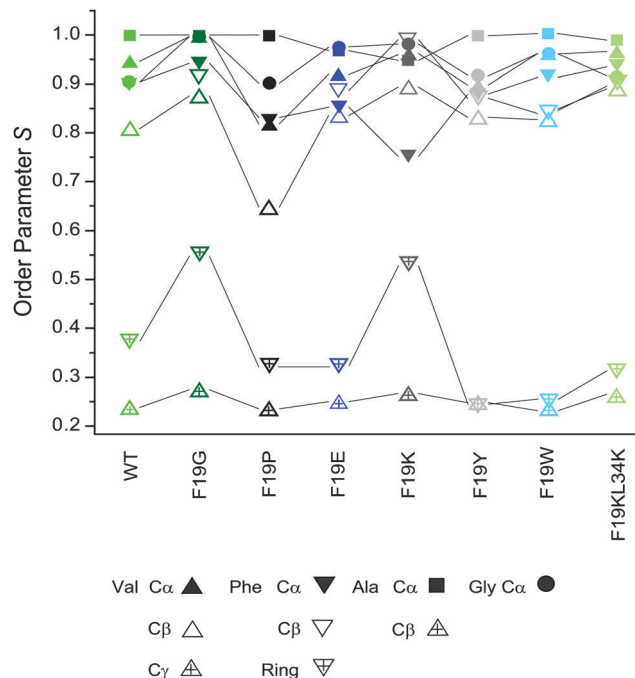 Order Parameter S
1.0
0.9
0.8
0.7
0.6
0.5
0.4
0.3
0.2
WT
F19G
F19P
F19E
F19K
F19Y
F19W
F19KL34K
Val Cα Phe Cα Ala Cα Gly Cα
Cβ Cβ Cβ
Cγ Ring